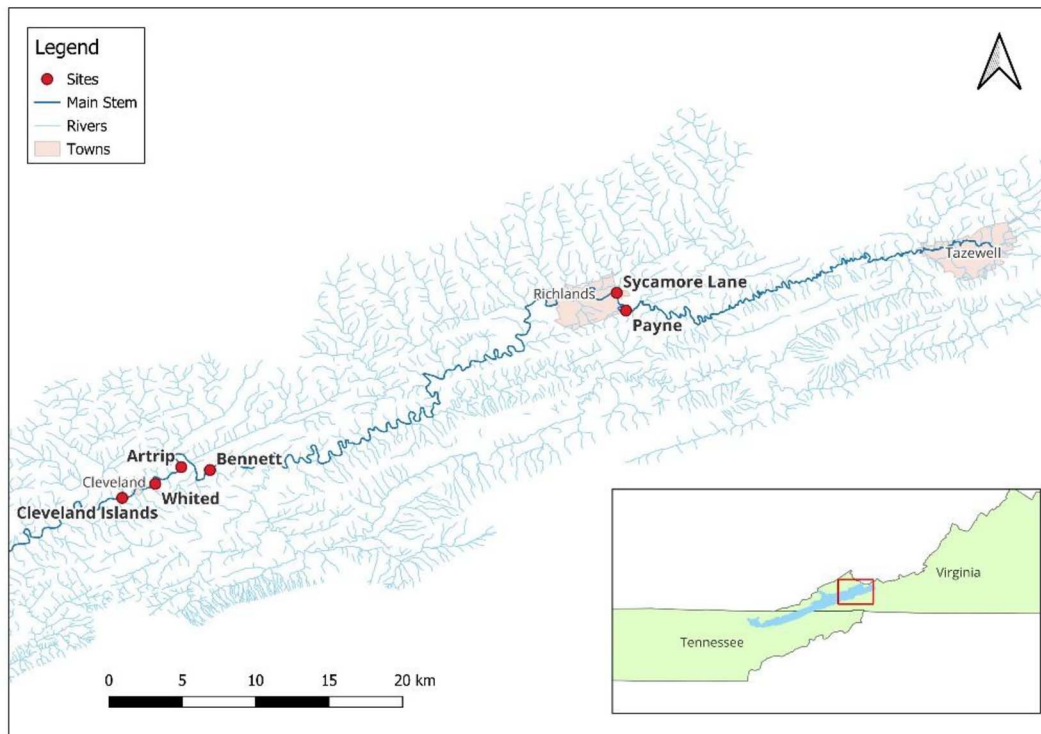 Legend
Sites
Main Stem
Rivers
Towns
Tazewell
Richlands
Sycamore Lane
Payne
Artrip
Bennett
Cleveland
Whited
Cleveland Islands
Virginia
Tennessee
0 5 10 15 20 km